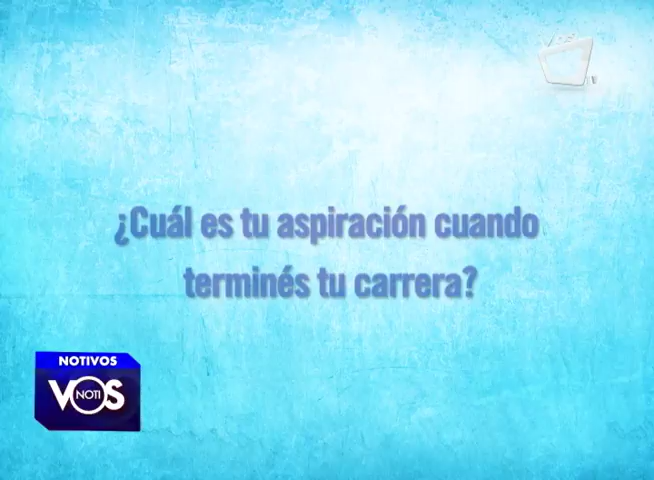 ¿Cuál es tu aspiración cuando
terminés tu carrera?
NOTIVOS
VOS
NOTI